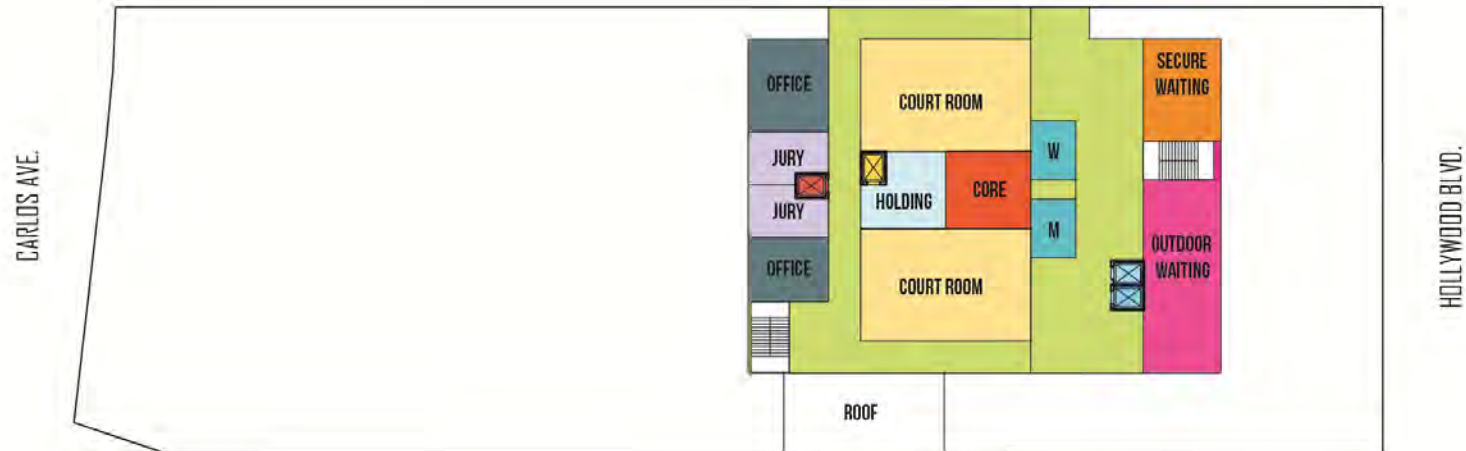 CARLOS AVE.
OFFICE
JURY
JURY
OFFICE
COURT ROOM
HOLDING
CORE
COURT ROOM
W
M
SECURE
WAITING
OUTDOOR
WAITING
ROOF
HOLLYWOOD BLVD.